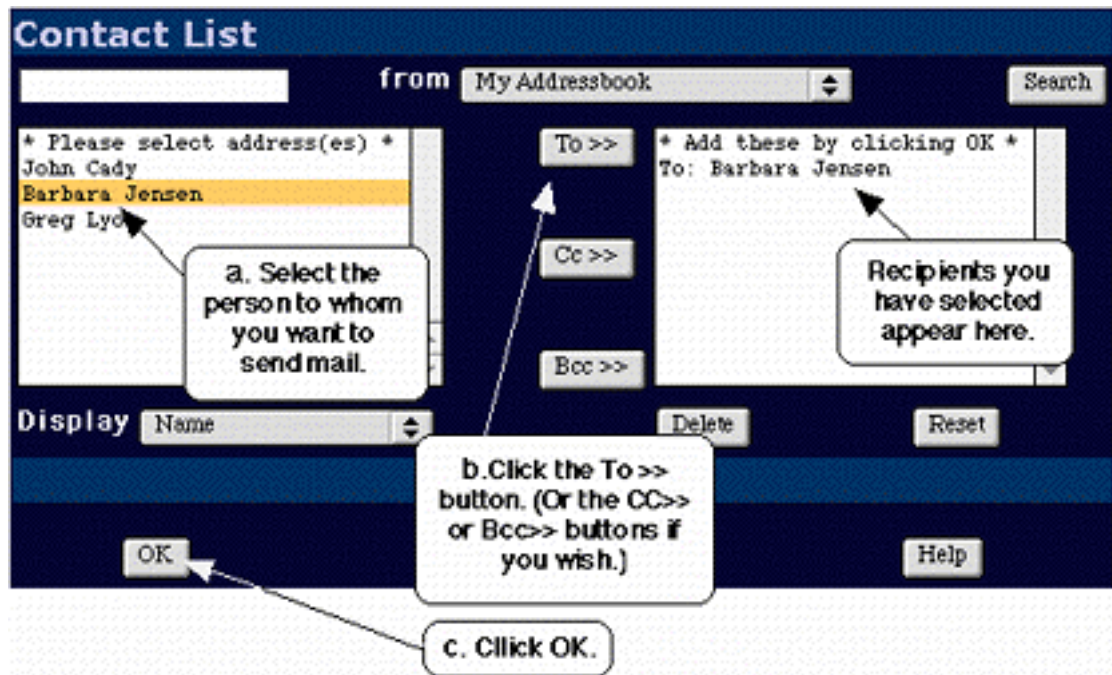 Contact List
from My Addressbook Search
* Please select address(es) *
John Cady
Barbara Jensen
Greg
To >>
Cc >>
Bcc >>
* Add these by clicking OK *
To: Barbara Jensen
a. Select the
person to whom
you want to
send mail.
Recipients you
have selected
appear here.
Display Name
Delete
Reset
b.Click the To >>
button. (Or the CC>>
or Bcc>> buttons if
you wish.)
OK
Help
c. Cllick OK.